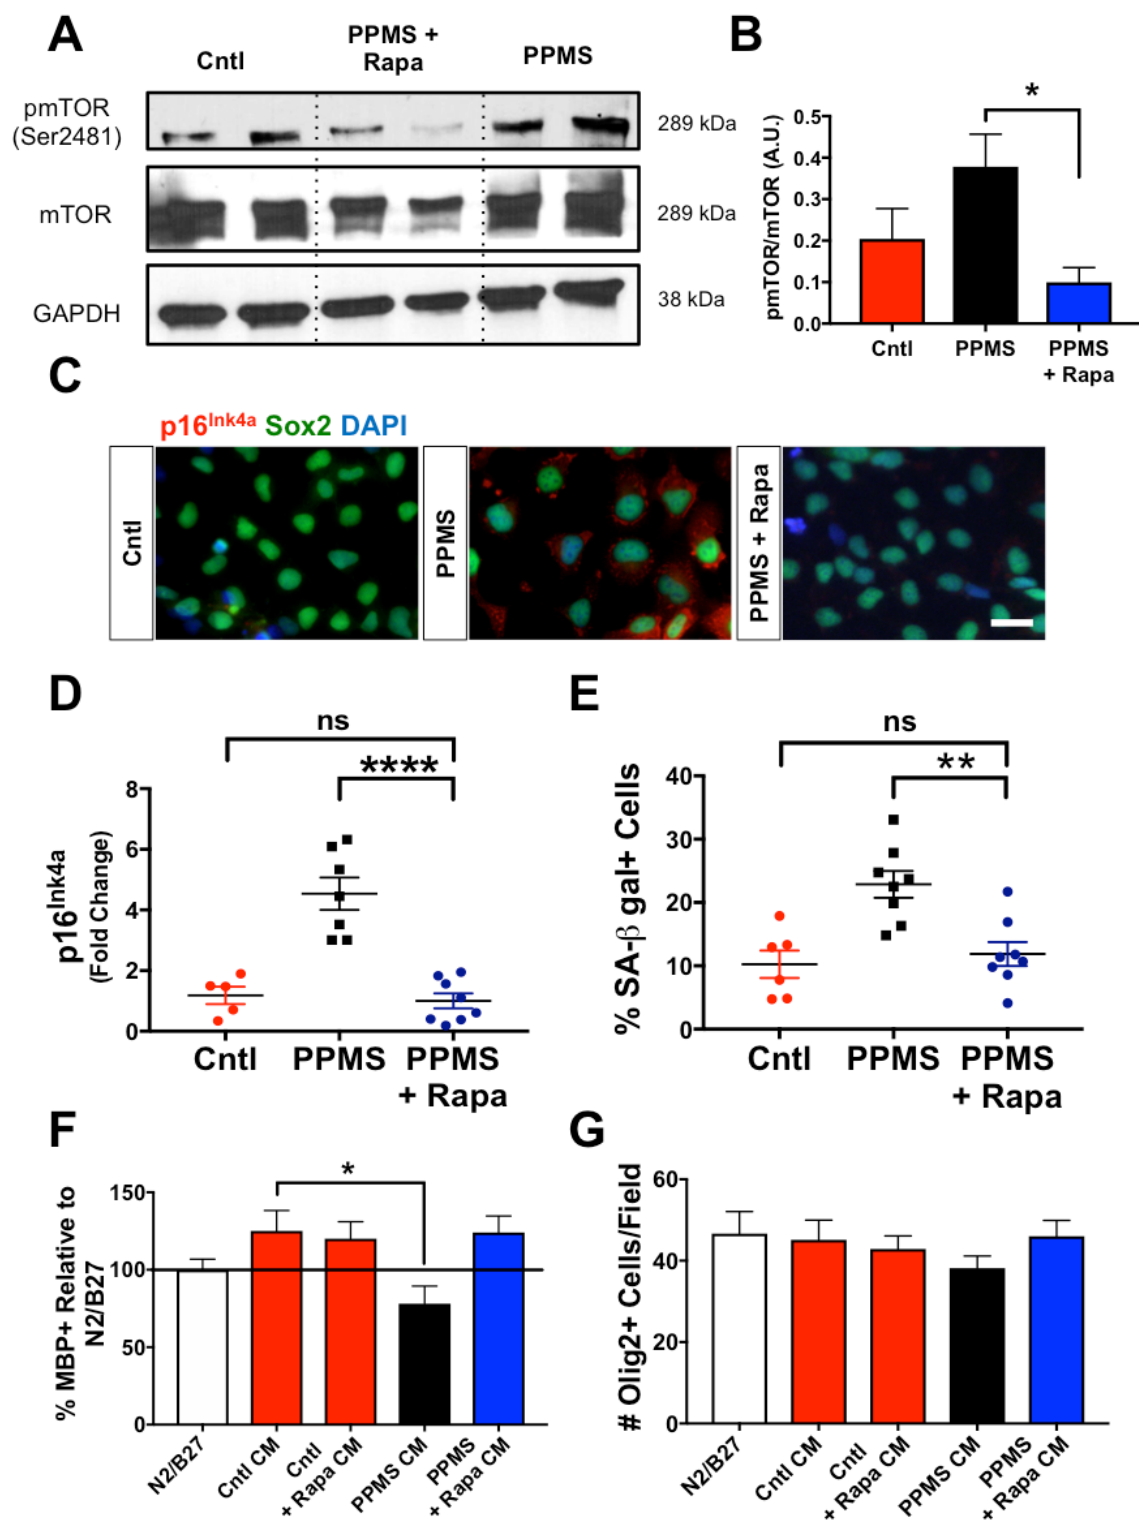 A
Cntl
PPMS +
Rapa
PPMS
pmTOR
(Ser2481)
289 kDa
mTOR
289 kDa
GAPDH
38 kDa
B
*
pmTOR/mTOR (A.U.)
0.5
0.4
0.3
0.2
0.1
0.0
Cntl
PPMS
PPMS
+ Rapa
C
p16Ink4a Sox2 DAPI
Cntl
PPMS
PPMS + Rapa
D
ns
****
p16Ink4a
(Fold Change)
8
6
4
2
0
Cntl
PPMS
PPMS
+ Rapa
E
ns
**
% SA-β gal+ Cells
40
30
20
10
0
Cntl
PPMS
PPMS
+ Rapa
F
*
% MBP+ Relative to
N2/B27
150
100
50
0
N2/B27
Cntl CM
Cntl
+ Rapa CM
PPMS CM
PPMS
+ Rapa CM
G
# Olig2+ Cells/Field
60
40
20
0
N2/B27
Cntl CM
Cntl
+ Rapa CM
PPMS CM
PPMS
+ Rapa CM